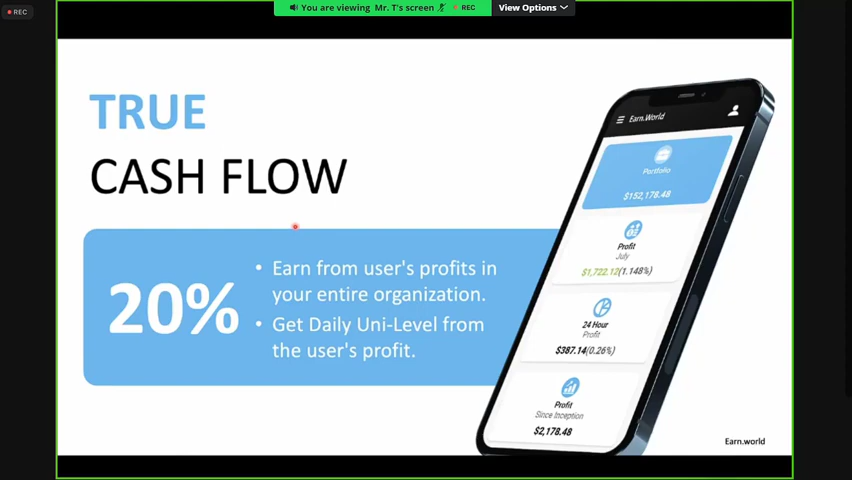 REC
You are viewing Mr. T's screen
REC
View Options
TRUE
CASH FLOW
20%
• Earn from user's profits in
your entire organization.
• Get Daily Uni-Level from
the user's profit.
Earn.World
Portfolio
$152,178.48
Profit
July
$1,722.12(1.148%)
24 Hour
Profit
$387.14(0.26%)
Profit
Since Inception
$2,178.48
Earn.world